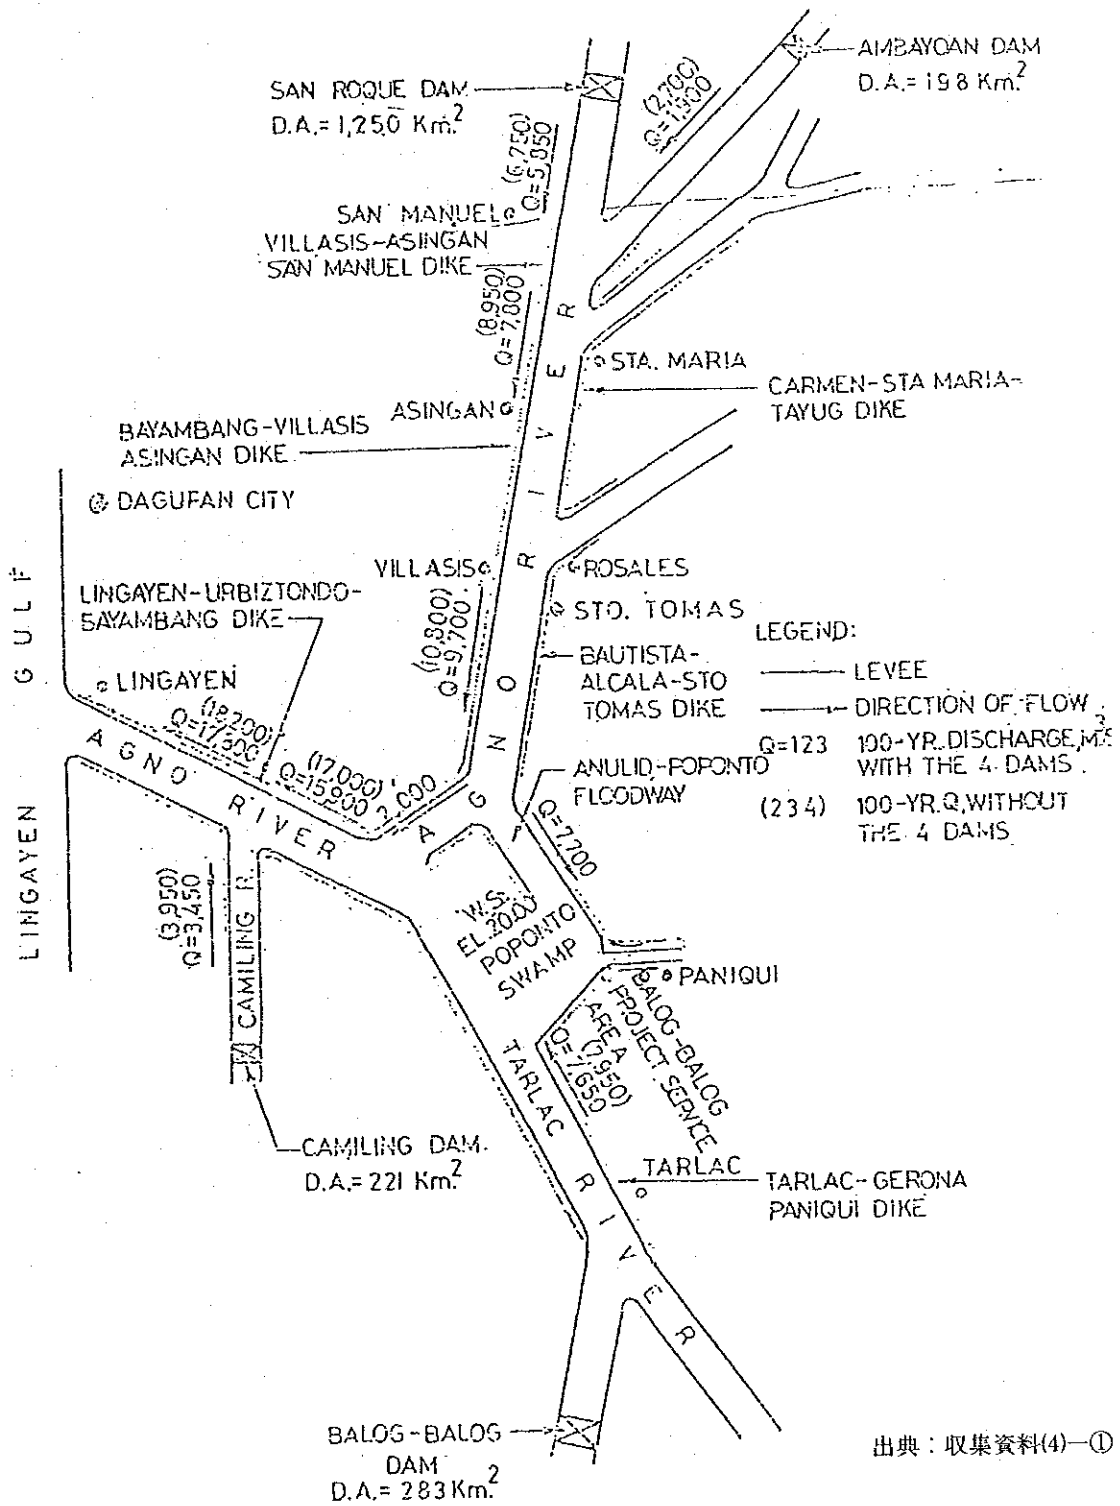 AMBAYOAN DAM
D.A.= 198 Km.²
SAN ROQUE DAM
D.A.= 1,250 Km.²
(2,700)
Q=1,900
(6,750)
Q=5,850
SAN MANUEL
VILLASIS-ASINGAN
SAN MANUEL DIKE
(8,950)
Q=7,800
STA. MARIA
CARMEN-STA MARIA-
TAYUG DIKE
ASINGAN
BAYAMBANG-VILLASIS
ASINGAN DIKE
DAGUPAN CITY
VILLASIS
ROSALES
STO. TOMAS
LINGAYEN-URBIZTONDO-
BAYAMBANG DIKE
(10,800)
Q=9,700
BAUTISTA-
ALCALA-STO
TOMAS DIKE
LEGEND:
LEVEE
DIRECTION OF FLOW
Q=123 100-YR. DISCHARGE, M³/S
WITH THE 4 DAMS.
(234) 100-YR. Q, WITHOUT
THE 4 DAMS
LINGAYEN
(18,200)
Q=17,300
(17,000)
Q=15,900
2,000
AGNO RIVER
AGNO RIVER
LINGAYEN GULF
ANULID-POPONTO
FLOODWAY
Q=7,700
(3,950)
Q=3,450
CAMILING R.
W.S.
EL. 20.00
POPONTO
SWAMP
PANIQUI
BALOG-BALOG
PROJECT SERVICE
AREA
(7,950)
Q=7,650
TARLAC RIVER
CAMILING DAM.
D.A.= 221 Km.²
TARLAC
TARLAC-GERONA
PANIQUI DIKE
BALOG-BALOG
DAM
D.A.= 283 Km.²
出典：収集資料(4)―①